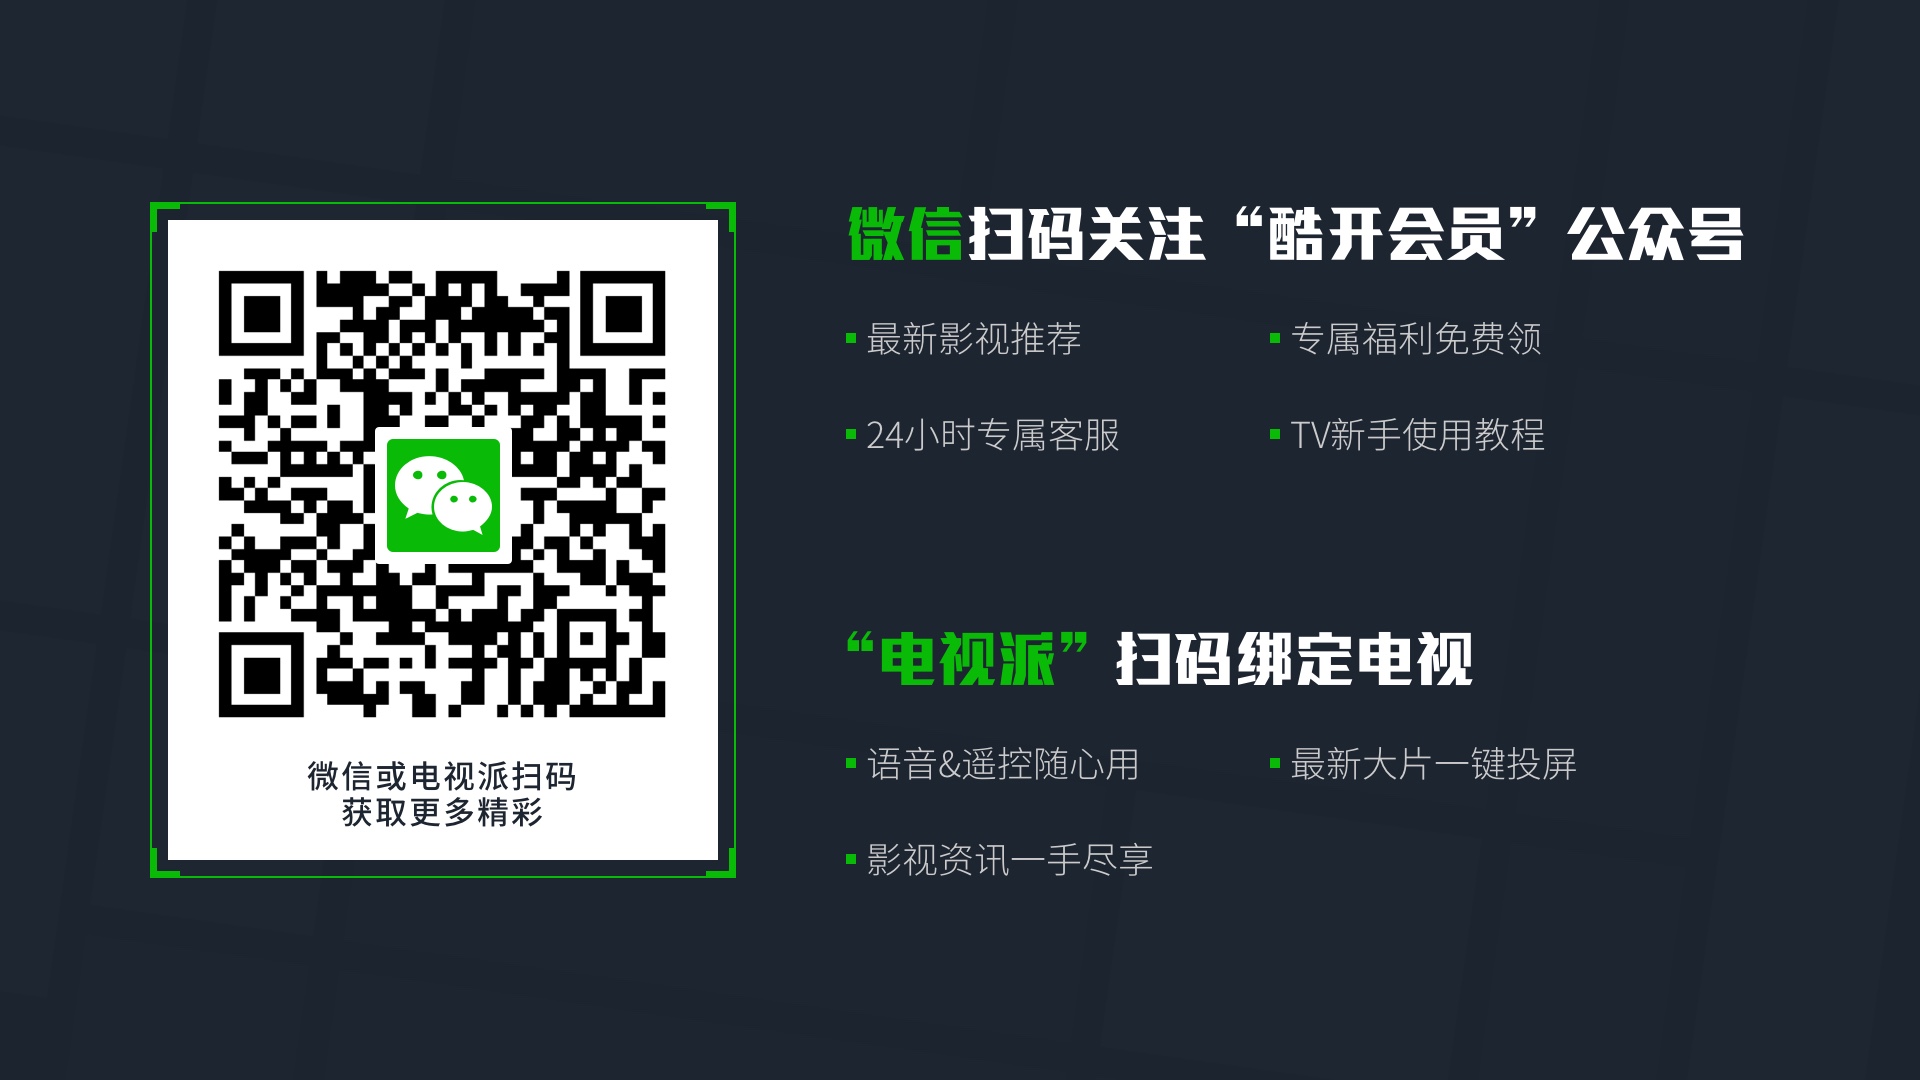 微信扫码关注“酷开会员”公众号
最新影视推荐
专属福利免费领
24小时专属客服
TV新手使用教程
“电视派”扫码绑定电视
语音&遥控随心用
最新大片一键投屏
影视资讯一手尽享
微信或电视派扫码
获取更多精彩